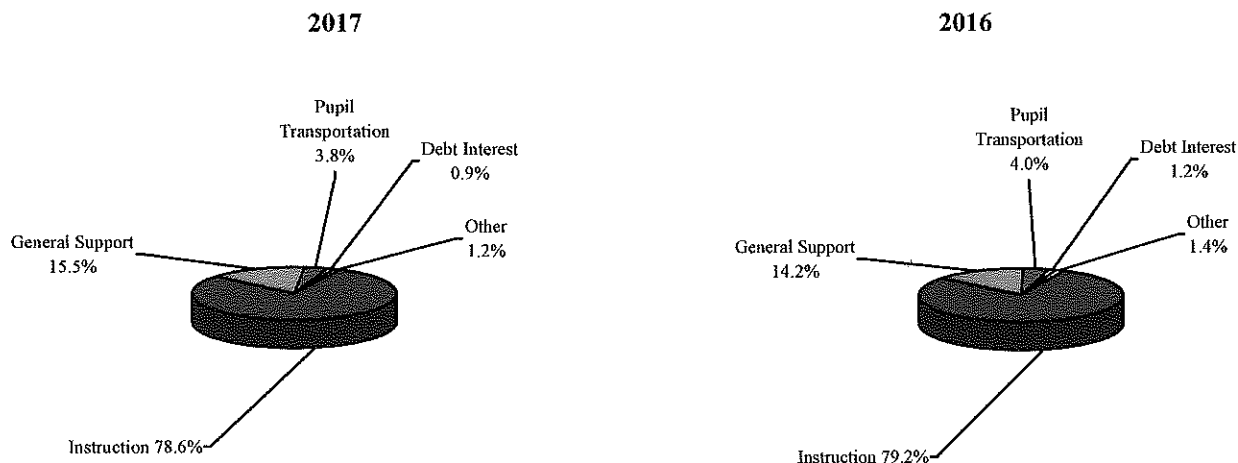 2017
Pupil
Transportation
3.8%
Debt Interest
0.9%
Other
1.2%
General Support
15.5%
Instruction 78.6%
2016
Pupil
Transportation
4.0%
Debt Interest
1.2%
Other
1.4%
General Support
14.2%
Instruction 79.2%